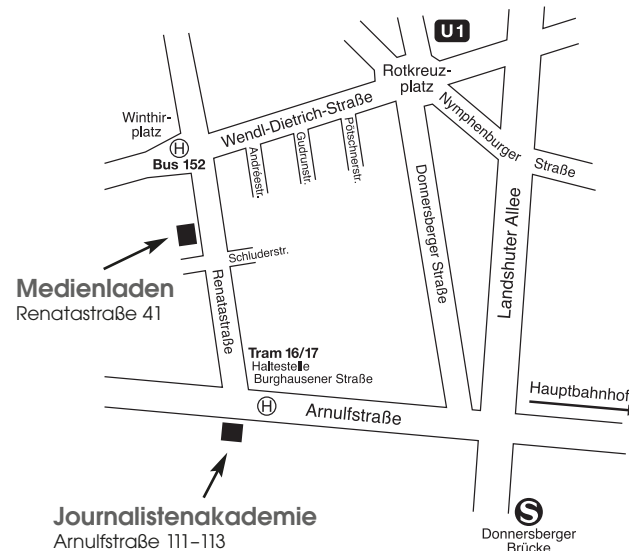 U1
Rotkreuz-
platz
Winthir-
platz
H
Bus 152
Wendl-Dietrich-Straße
Nymphenburger
Straße
Andréestr.
Gudrunstr.
Pötschnerstr.
Donnersberger Straße
Landshuter Allee
Schluderstr.
Medienladen
Renatastraße 41
Renatastraße
Tram 16/17
Haltestelle
Burghausener Straße
Hauptbahnhof
H
Arnulfstraße
Journalistenakademie
Arnulfstraße 111–113
S
Donnersberger
Brücke